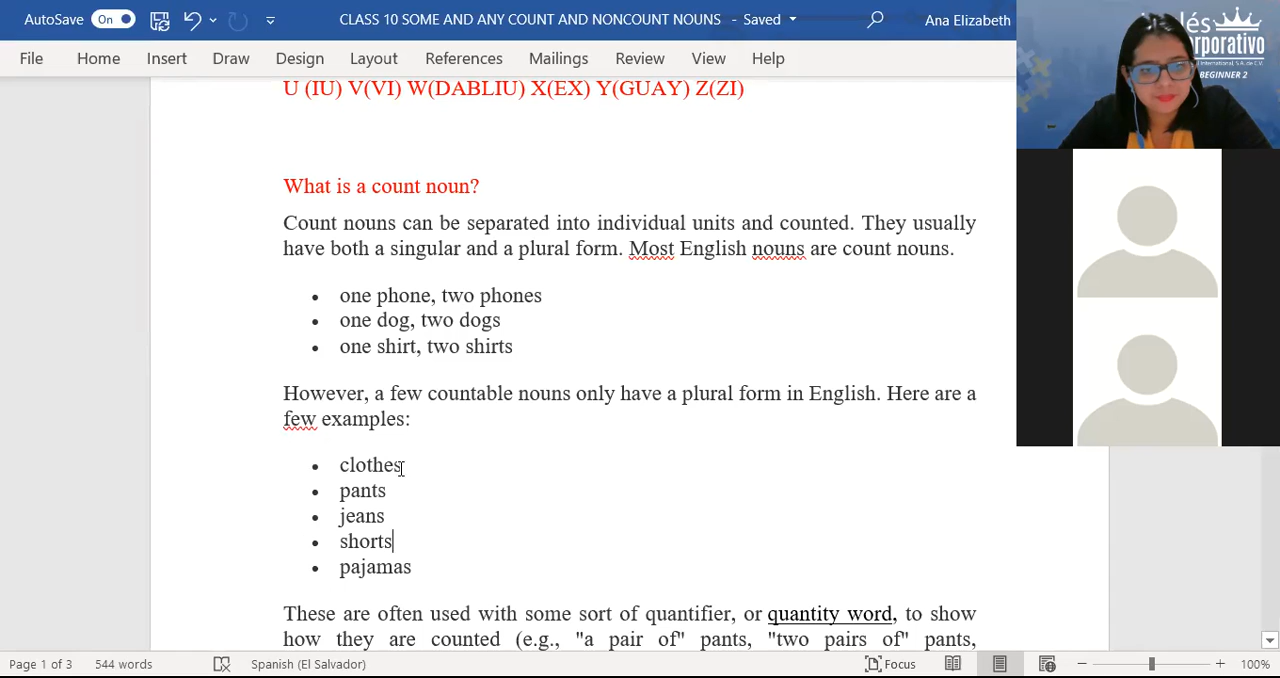 AutoSave On CLASS 10 SOME AND ANY COUNT AND NONCOUNT NOUNS - Saved Ana Elizabeth
File Home Insert Draw Design Layout References Mailings Review View Help
BEGINNER 2
U (IU) V(VI) W(DABLIU) X(EX) Y(GUAY) Z(ZI)
What is a count noun?
Count nouns can be separated into individual units and counted. They usually
have both a singular and a plural form. Most English nouns are count nouns.
• one phone, two phones
• one dog, two dogs
• one shirt, two shirts
However, a few countable nouns only have a plural form in English. Here are a
few examples:
• clothes
• pants
• jeans
• shorts
• pajamas
These are often used with some sort of quantifier, or quantity word, to show
how they are counted (e.g., "a pair of" pants, "two pairs of" pants,
Page 1 of 3 544 words Spanish (El Salvador) Focus 100%